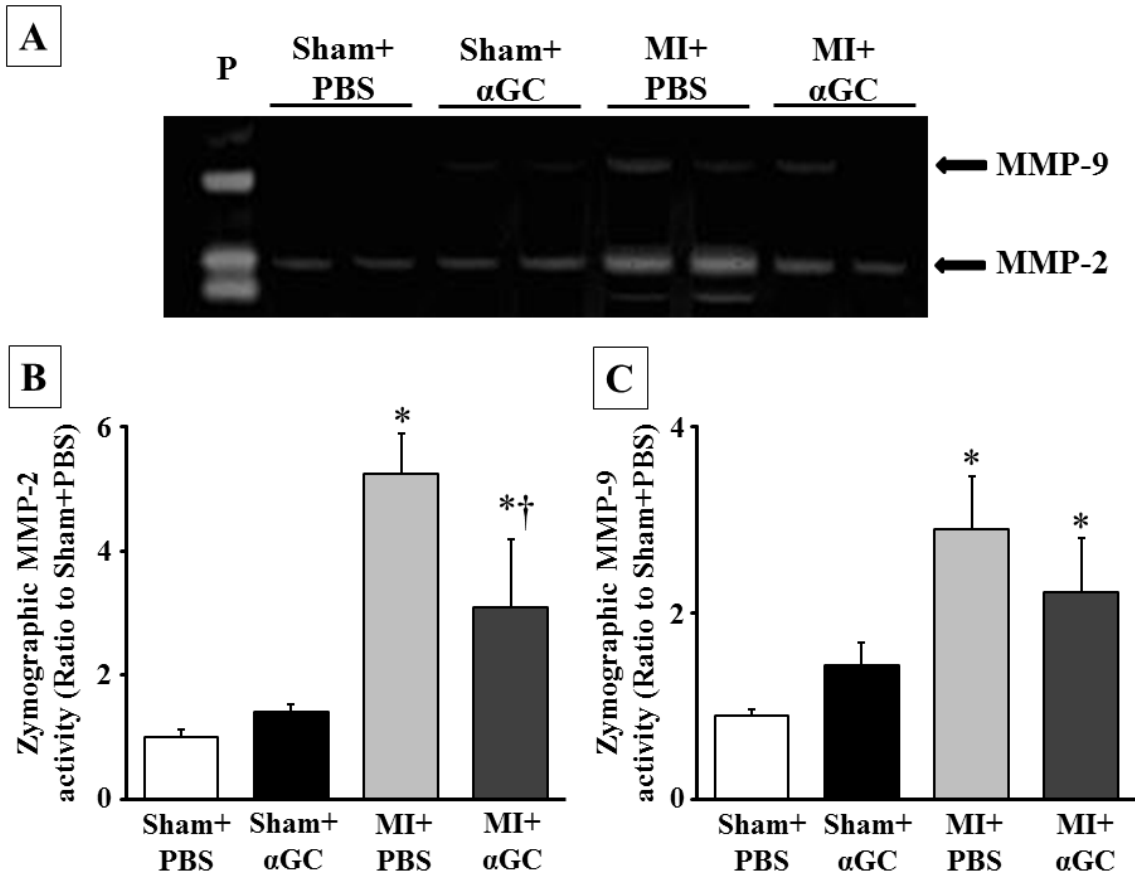 A
P
Sham+
PBS
Sham+
αGC
MI+
PBS
MI+
αGC
MMP-9
MMP-2
B
Zymographic MMP-2
activity (Ratio to Sham+PBS)
6
4
2
0
*
*†
Sham+
PBS
Sham+
αGC
MI+
PBS
MI+
αGC
C
Zymographic MMP-9
activity (Ratio to Sham+PBS)
4
2
0
*
*
Sham+
PBS
Sham+
αGC
MI+
PBS
MI+
αGC